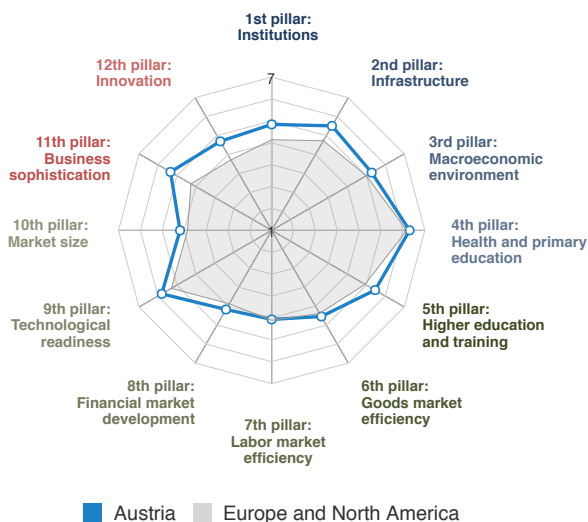 1st pillar:
Institutions
2nd pillar:
Infrastructure
3rd pillar:
Macroeconomic
environment
4th pillar:
Health and primary
education
5th pillar:
Higher education
and training
6th pillar:
Goods market
efficiency
7th pillar:
Labor market
efficiency
8th pillar:
Financial market
development
9th pillar:
Technological
readiness
10th pillar:
Market size
11th pillar:
Business
sophistication
12th pillar:
Innovation
7
1
Austria
Europe and North America